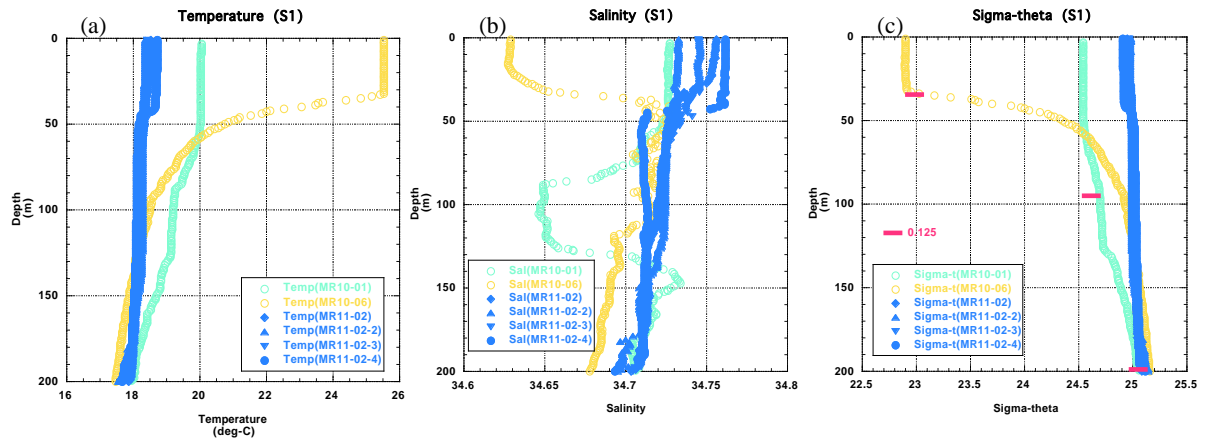 (a)
Temperature (S1)
0
50
100
150
200
Depth
(m)
16
18
20
22
24
26
Temperature
(deg-C)
Temp(MR10-01)
Temp(MR10-06)
Temp(MR11-02)
Temp(MR11-02-2)
Temp(MR11-02-3)
Temp(MR11-02-4)
(b)
Salinity (S1)
0
50
100
150
200
Depth
(m)
34.6
34.65
34.7
34.75
34.8
Salinity
Sal(MR10-01)
Sal(MR10-06)
Sal(MR11-02)
Sal(MR11-02-2)
Sal(MR11-02-3)
Sal(MR11-02-4)
(c)
Sigma-theta (S1)
0
50
100
150
200
Depth
(m)
22.5
23
23.5
24
24.5
25
25.5
Sigma-theta
0.125
Sigma-t(MR10-01)
Sigma-t(MR10-06)
Sigma-t(MR11-02)
Sigma-t(MR11-02-2)
Sigma-t(MR11-02-3)
Sigma-t(MR11-02-4)